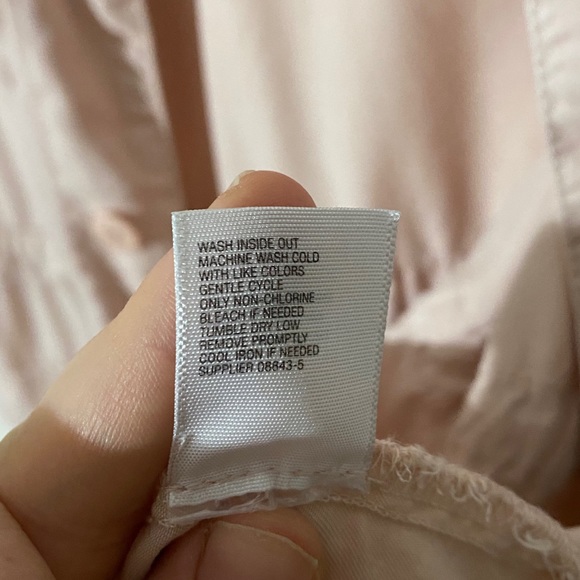 WASH INSIDE OUT
MACHINE WASH COLD
WITH LIKE COLORS
GENTLE CYCLE
ONLY NON-CHLORINE
BLEACH IF NEEDED
TUMBLE DRY LOW
REMOVE PROMPTLY
COOL IRON IF NEEDED
SUPPLIER 08843-5